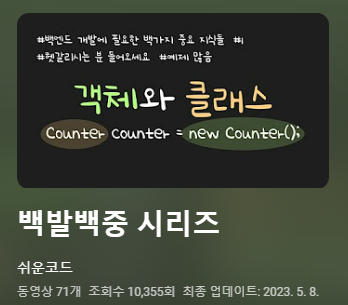 #백엔드 개발에 필요한 백가지 중요 지식들 #1
#헷갈리시는 분 들어오세요 #예제 많음
객체와 클래스
Counter counter = new Counter();
백발백중 시리즈
쉬운코드
동영상 71개 조회수 10,355회 최종 업데이트: 2023. 5. 8.